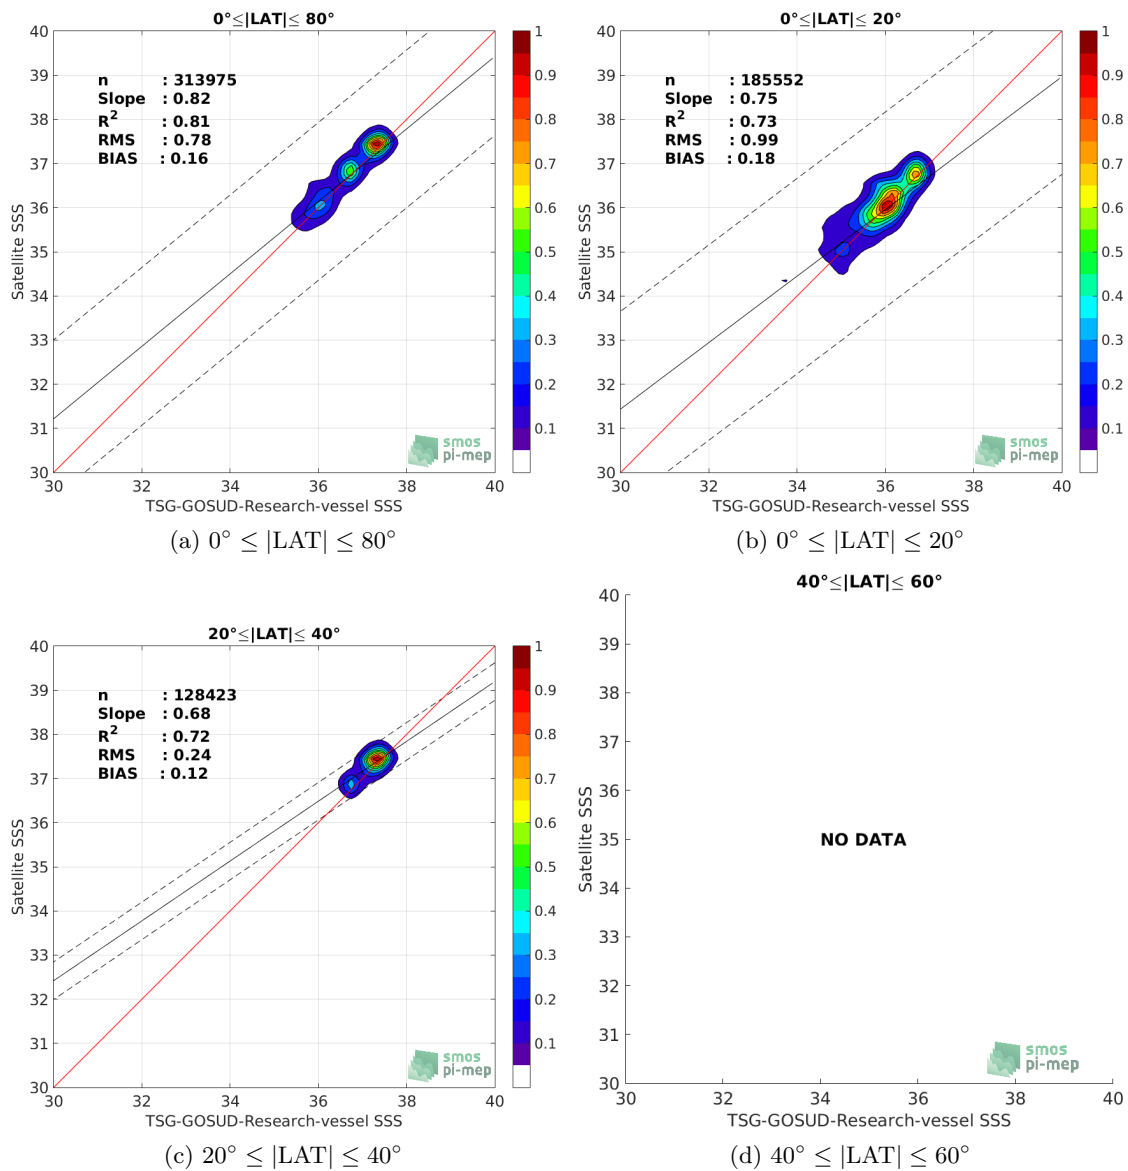 0°≤|LAT|≤ 80°
40
39
38
37
36
35
34
33
32
31
30
Satellite SSS
n : 313975
Slope : 0.82
R2 : 0.81
RMS : 0.78
BIAS : 0.16
smos
pi-mep
30 32 34 36 38 40
TSG-GOSUD-Research-vessel SSS
1
0.9
0.8
0.7
0.6
0.5
0.4
0.3
0.2
0.1
(a) 0° ≤ |LAT| ≤ 80°
0°≤|LAT|≤ 20°
40
39
38
37
36
35
34
33
32
31
30
Satellite SSS
n : 185552
Slope : 0.75
R2 : 0.73
RMS : 0.99
BIAS : 0.18
smos
pi-mep
30 32 34 36 38 40
TSG-GOSUD-Research-vessel SSS
1
0.9
0.8
0.7
0.6
0.5
0.4
0.3
0.2
0.1
(b) 0° ≤ |LAT| ≤ 20°
20°≤|LAT|≤ 40°
40
39
38
37
36
35
34
33
32
31
30
Satellite SSS
n : 128423
Slope : 0.68
R2 : 0.72
RMS : 0.24
BIAS : 0.12
smos
pi-mep
30 32 34 36 38 40
TSG-GOSUD-Research-vessel SSS
1
0.9
0.8
0.7
0.6
0.5
0.4
0.3
0.2
0.1
(c) 20° ≤ |LAT| ≤ 40°
40°≤|LAT|≤ 60°
40
39
38
37
36
35
34
33
32
31
30
Satellite SSS
NO DATA
smos
pi-mep
30 32 34 36 38 40
TSG-GOSUD-Research-vessel SSS
(d) 40° ≤ |LAT| ≤ 60°